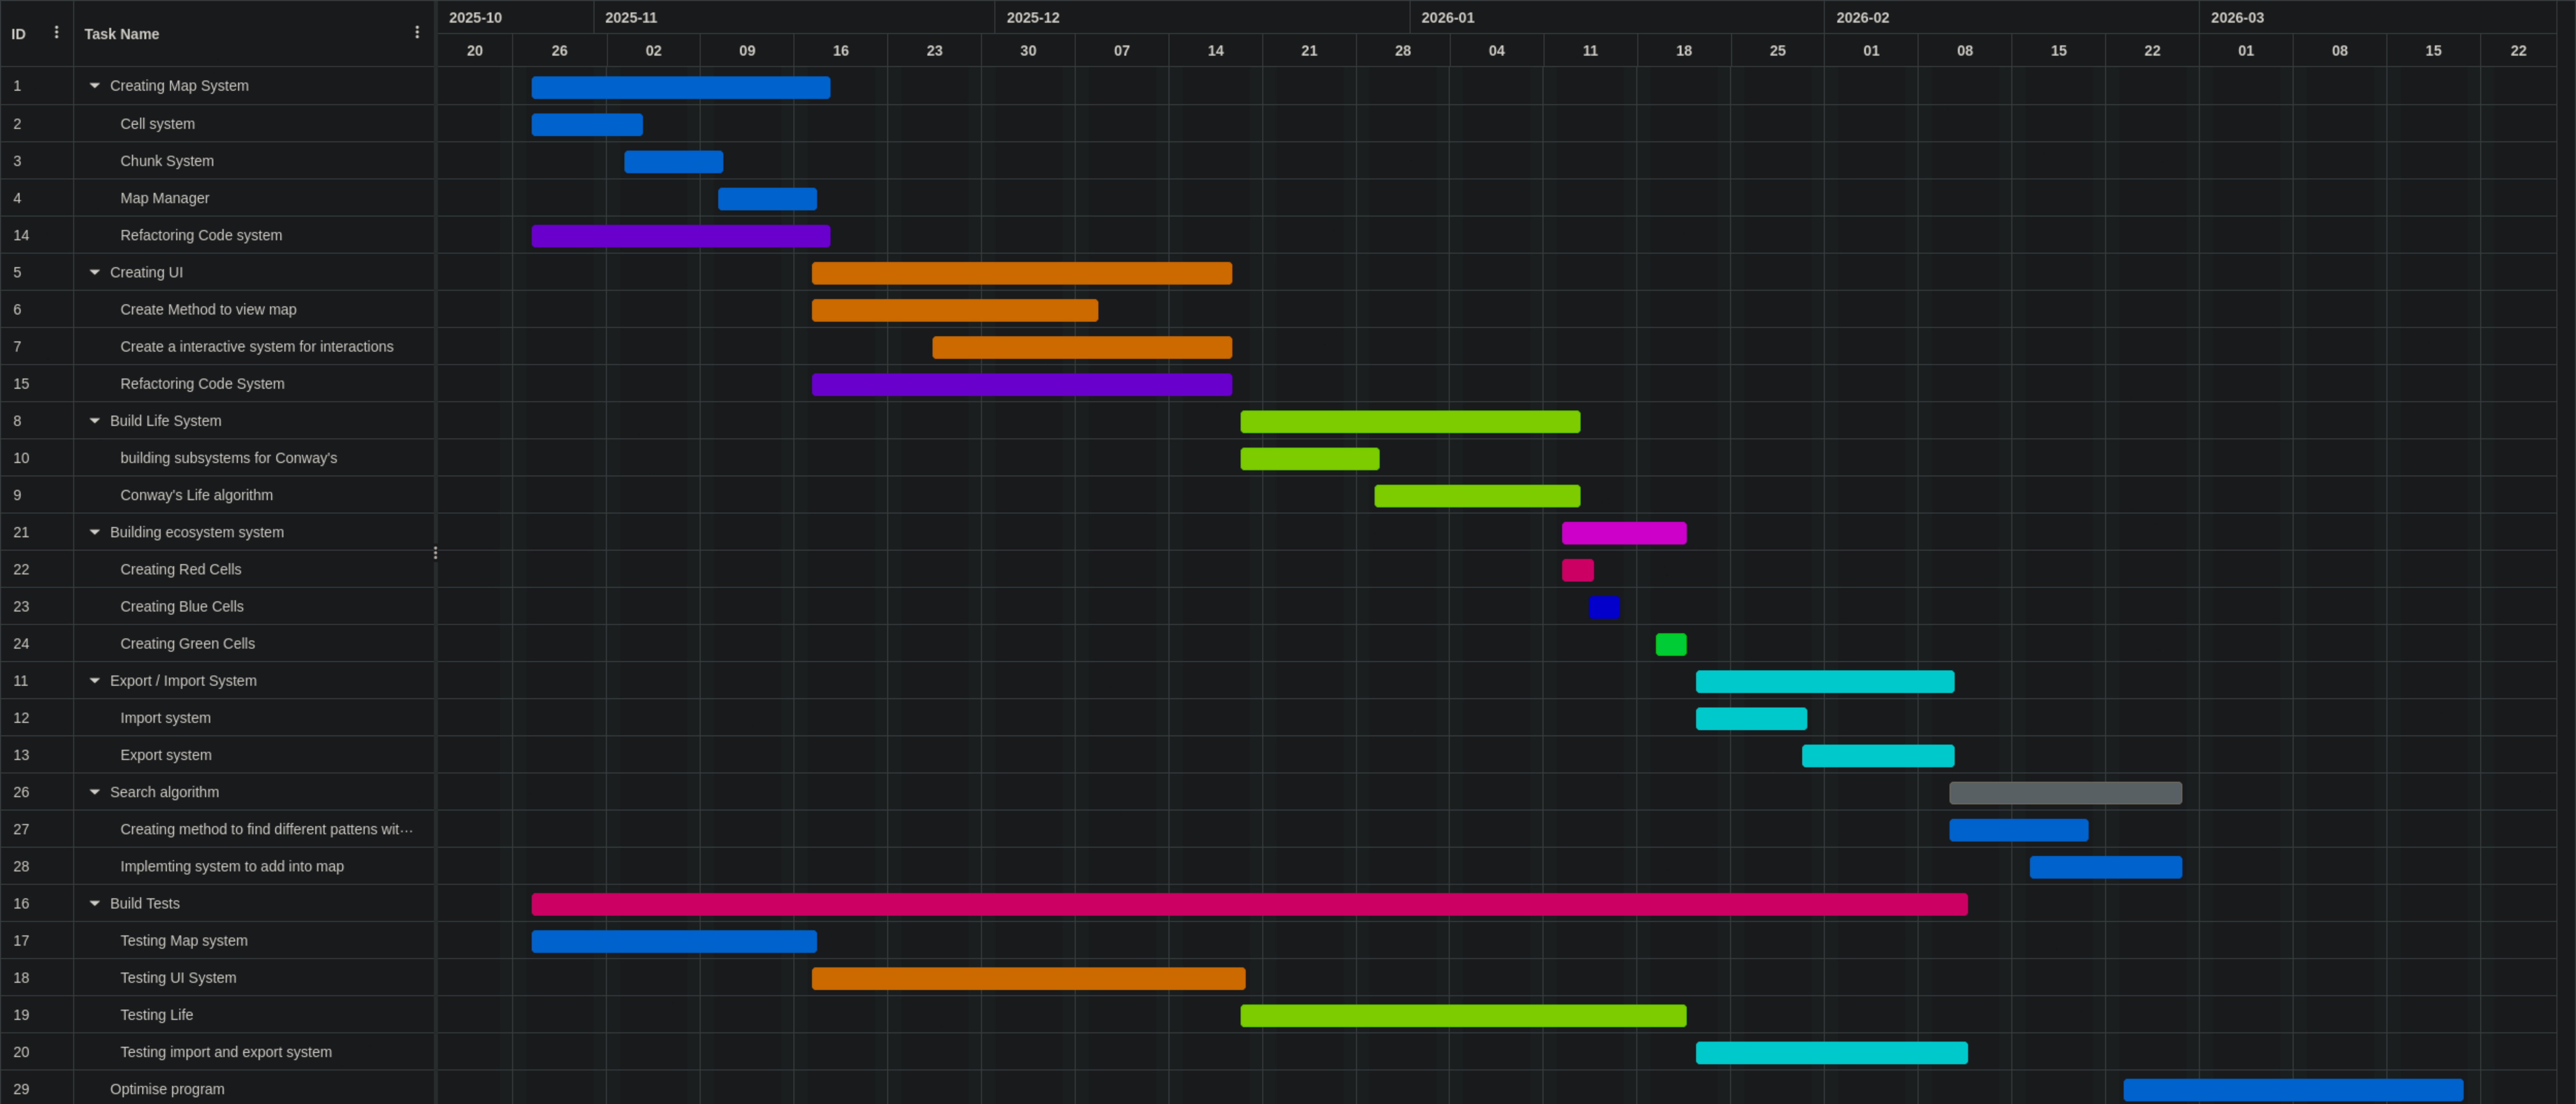 ID Task Name 2025-10 2025-11 2025-12 2026-01 2026-02 2026-03
20 26 02 09 16 23 30 07 14 21 28 04 11 18 25 01 08 15 22 01 08 15 22
1 Creating Map System
2 Cell system
3 Chunk System
4 Map Manager
14 Refactoring Code system
5 Creating UI
6 Create Method to view map
7 Create a interactive system for interactions
15 Refactoring Code System
8 Build Life System
10 building subsystems for Conway's
9 Conway's Life algorithm
21 Building ecosystem system
22 Creating Red Cells
23 Creating Blue Cells
24 Creating Green Cells
11 Export / Import System
12 Import system
13 Export system
26 Search algorithm
27 Creating method to find different pattens wit...
28 Implemting system to add into map
16 Build Tests
17 Testing Map system
18 Testing UI System
19 Testing Life
20 Testing import and export system
29 Optimise program